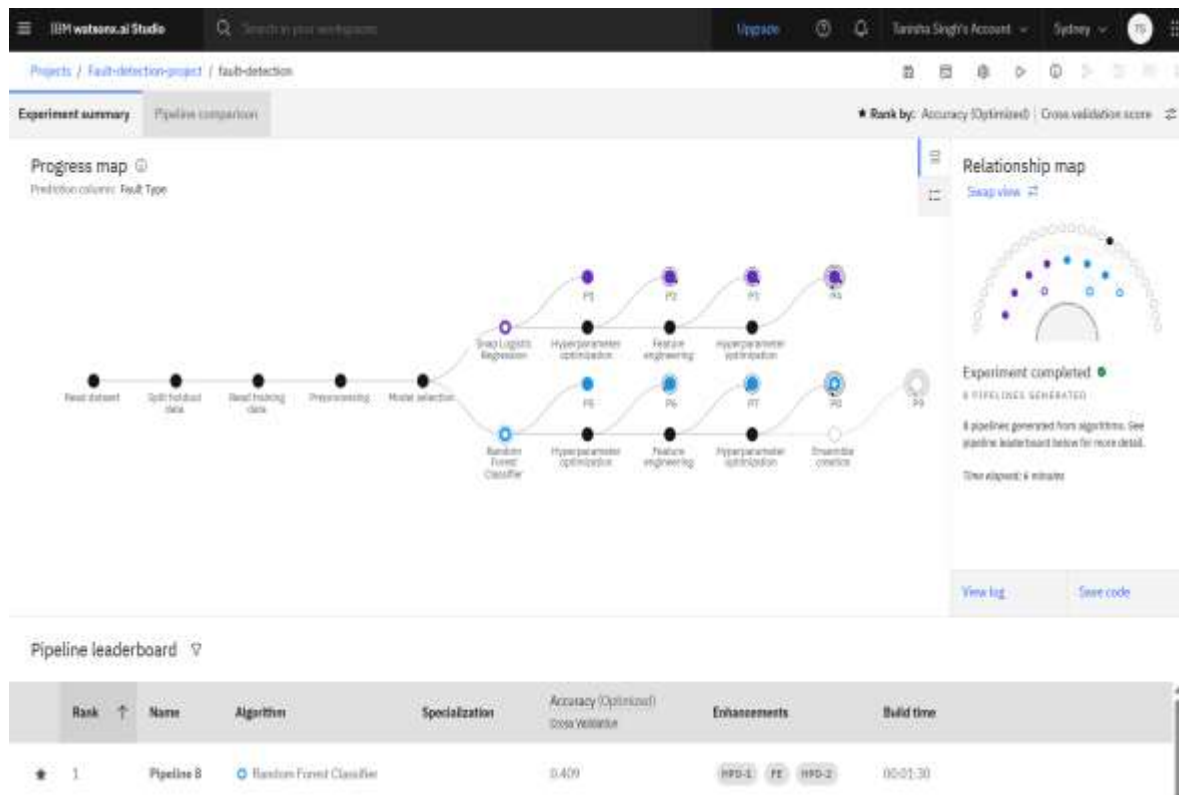 IBM watsonx.ai Studio
Search in your workspaces
Upgrade
Tanisha Singh's Account
Sydney
TS
Projects / Fault-detection-project / fault-detection
Experiment summary
Pipeline comparison
Rank by: Accuracy (Optimized) | Cross validation score
Progress map
Prediction column: Fault Type
Relationship map
Swap view
P1
P2
P3
P4
Snap Logistic Regression
Hyperparameter optimization
Feature engineering
Hyperparameter optimization
Read dataset
Split holdout data
Read training data
Preprocessing
Model selection
P5
P6
P7
P8
P9
Random Forest Classifier
Hyperparameter optimization
Feature engineering
Hyperparameter optimization
Ensemble creation
Experiment completed
8 PIPELINES GENERATED
8 pipelines generated from algorithms. See
pipeline leaderboard below for more detail.
Time elapsed: 6 minutes
View log
Save code
Pipeline leaderboard
Rank
Name
Algorithm
Specialization
Accuracy (Optimized)
Cross Validation
Enhancements
Build time
1
Pipeline 8
Random Forest Classifier
0.409
HPO-1
FE
HPO-2
00:01:30